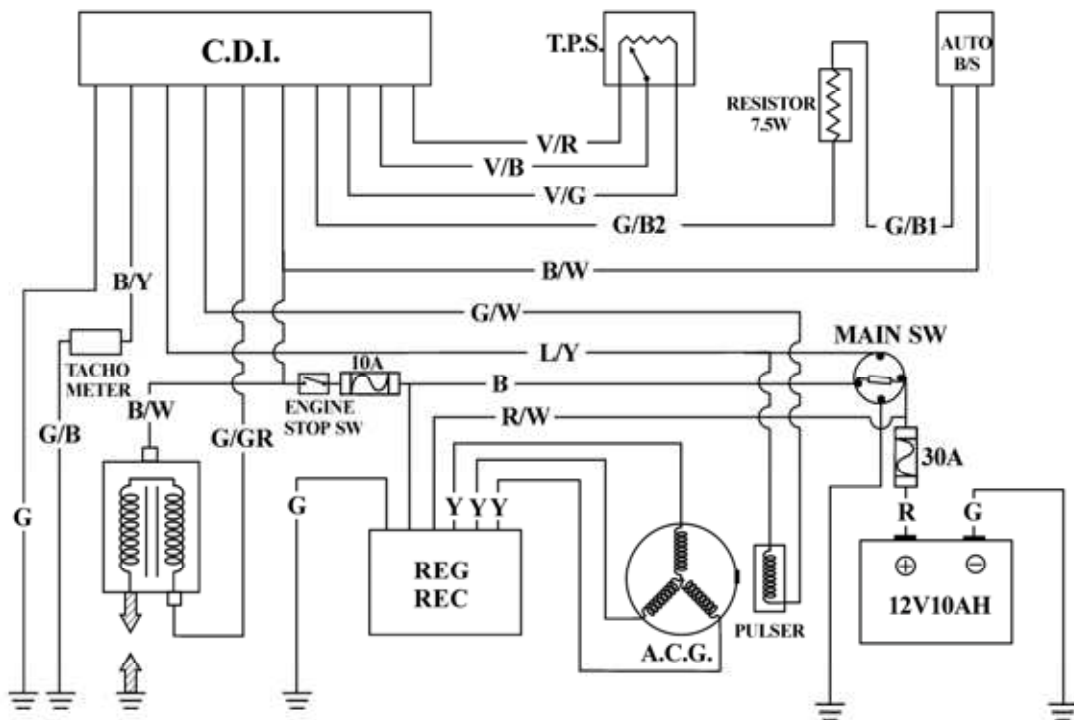 C.D.I.
T.P.S.
AUTO
B/S
RESISTOR
7.5W
V/R
V/B
V/G
G/B2
G/B1
B/W
B/Y
G/W
MAIN SW
L/Y
10A
TACHO
METER
B
B/W
ENGINE
STOP SW
R/W
G/B
G/GR
30A
G
G
Y
Y
Y
R
G
REG
REC
⊕
⊖
12V10AH
PULSER
A.C.G.